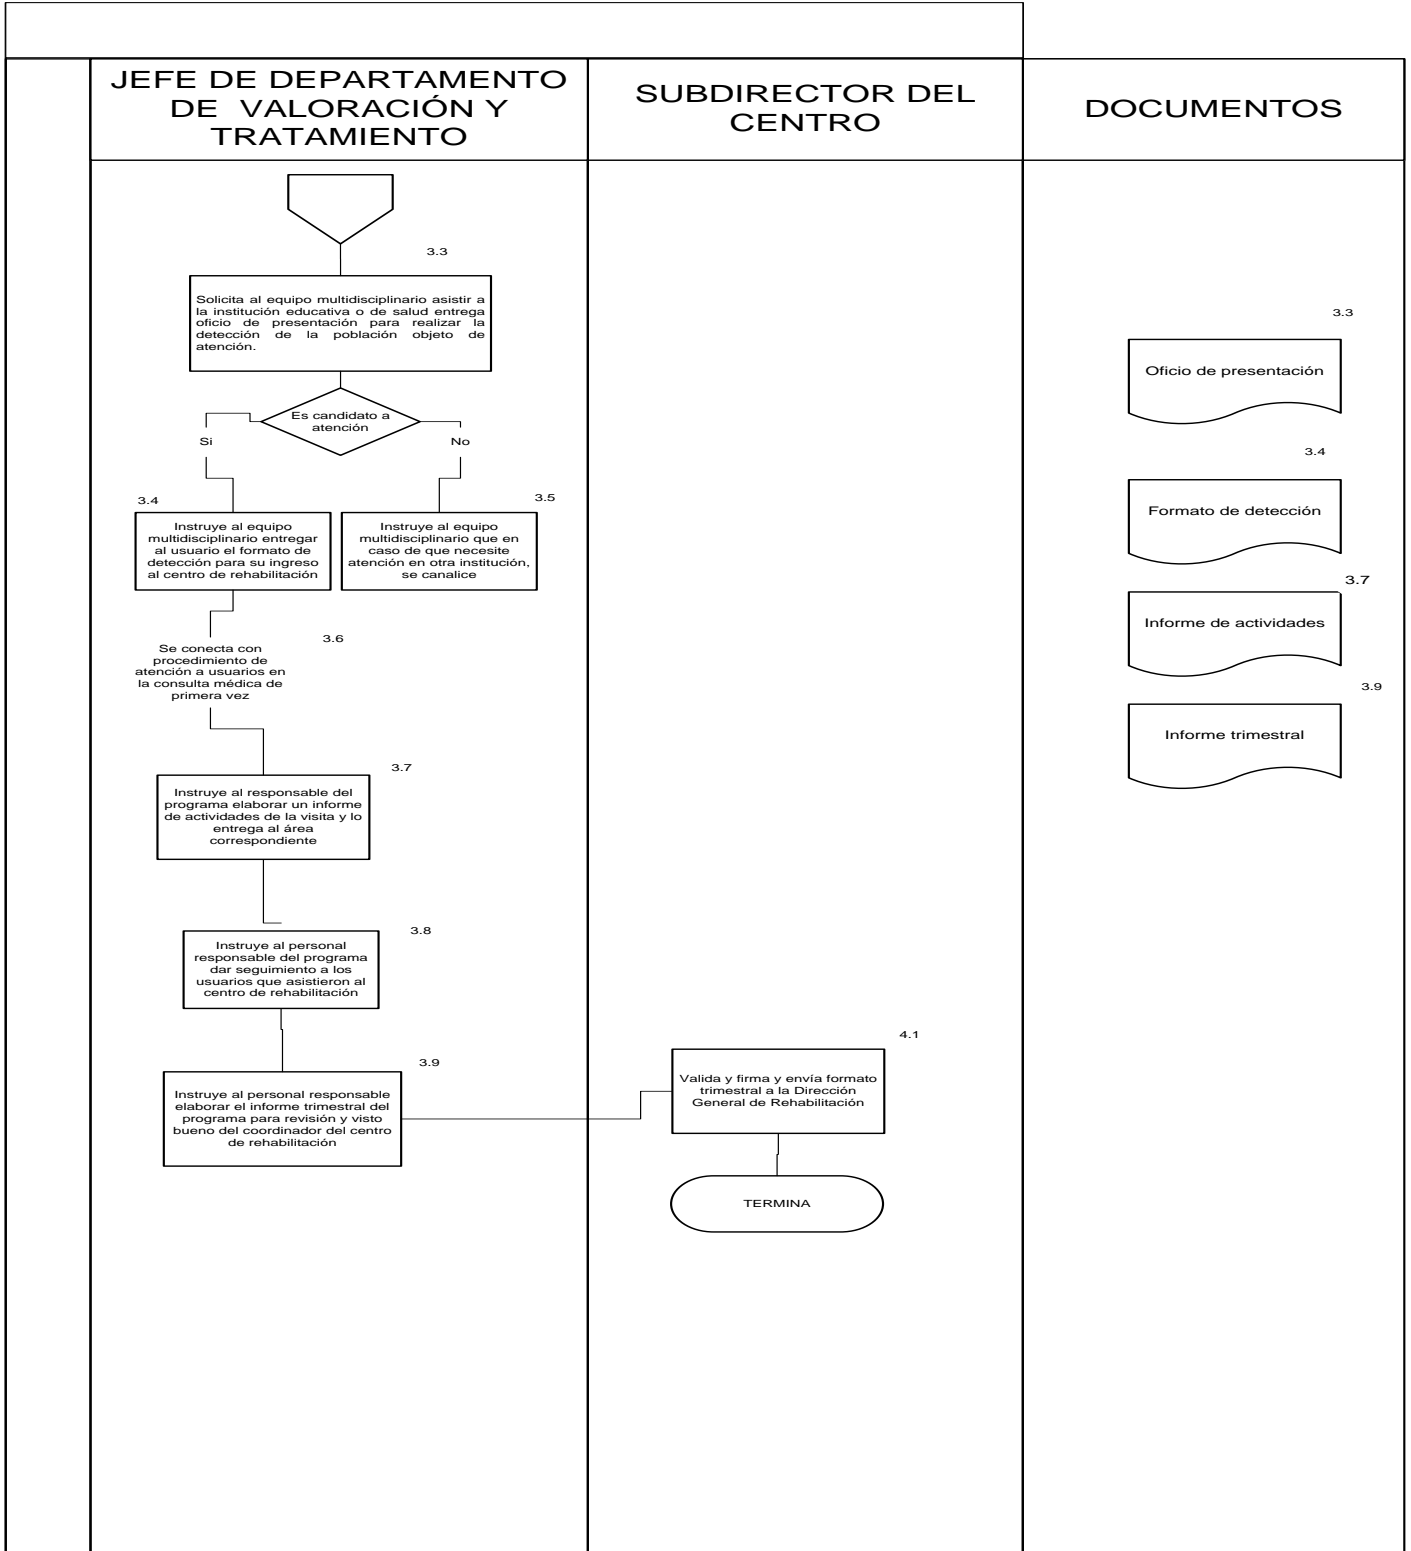 JEFE DE DEPARTAMENTO
DE VALORACIÓN Y
TRATAMIENTO
SUBDIRECTOR DEL
CENTRO
DOCUMENTOS
3.3
Solicita al equipo multidisciplinario asistir a
la institución educativa o de salud entrega
oficio de presentación para realizar la
detección de la población objeto de
atención.
Es candidato a
atención
Si
No
3.4
Instruye al equipo
multidisciplinario entregar
al usuario el formato de
detección para su ingreso
al centro de rehabilitación
3.5
Instruye al equipo
multidisciplinario que en
caso de que necesite
atención en otra institución,
se canalice
3.6
Se conecta con
procedimiento de
atención a usuarios en
la consulta médica de
primera vez
3.7
Instruye al responsable del
programa elaborar un informe
de actividades de la visita y lo
entrega al área
correspondiente
3.8
Instruye al personal
responsable del programa
dar seguimiento a los
usuarios que asistieron al
centro de rehabilitación
3.9
Instruye al personal responsable
elaborar el informe trimestral del
programa para revisión y visto
bueno del coordinador del centro
de rehabilitación
4.1
Valida y firma y envía formato
trimestral a la Dirección
General de Rehabilitación
TERMINA
3.3
Oficio de presentación
3.4
Formato de detección
3.7
Informe de actividades
3.9
Informe trimestral